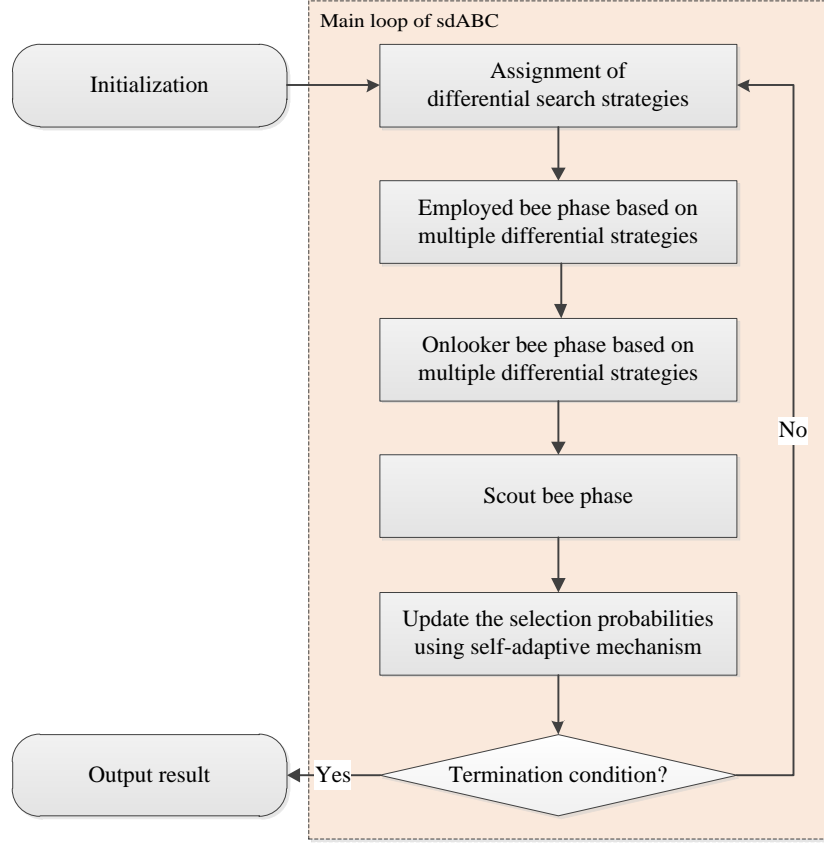 Main loop of sdABC
Initialization
Assignment of
differential search strategies
Employed bee phase based on
multiple differential strategies
Onlooker bee phase based on
multiple differential strategies
No
Scout bee phase
Update the selection probabilities
using self-adaptive mechanism
Output result
Yes
Termination condition?